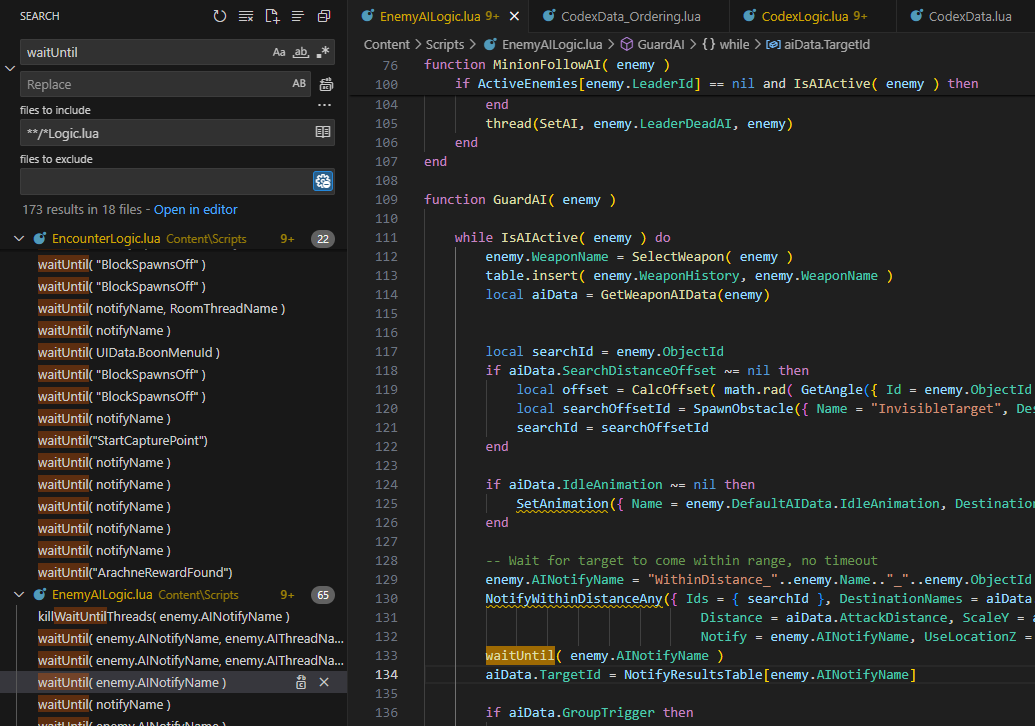 SEARCH
waitUntil
Aa ab .*
Replace
AB
files to include
**/*Logic.lua
files to exclude
173 results in 18 files - Open in editor
EncounterLogic.lua Content\Scripts 9+ 22
waitUntil( "BlockSpawnsOff" )
waitUntil( "BlockSpawnsOff" )
waitUntil( notifyName, RoomThreadName )
waitUntil( notifyName )
waitUntil( UIData.BoonMenuId )
waitUntil( "BlockSpawnsOff" )
waitUntil( "BlockSpawnsOff" )
waitUntil( notifyName )
waitUntil("StartCapturePoint")
waitUntil( notifyName )
waitUntil( notifyName )
waitUntil( notifyName )
waitUntil( notifyName )
waitUntil( notifyName )
waitUntil("ArachneRewardFound")
EnemyAILogic.lua Content\Scripts 9+ 65
killWaitUntilThreads( enemy.AINotifyName )
waitUntil( enemy.AINotifyName, enemy.AIThreadNa...
waitUntil( enemy.AINotifyName, enemy.AIThreadNa...
waitUntil( enemy.AINotifyName )
waitUntil( notifyName )
waitUntil( enemy.AINotifyName )
EnemyAILogic.lua 9+
CodexData_Ordering.lua
CodexLogic.lua 9+
CodexData.lua
Content > Scripts > EnemyAILogic.lua > GuardAI > {} while > aiData.TargetId
76 function MinionFollowAI( enemy )
100 if ActiveEnemies[enemy.LeaderId] == nil and IsAIActive( enemy ) then
104 end
105 thread(SetAI, enemy.LeaderDeadAI, enemy)
106 end
107 end
108
109 function GuardAI( enemy )
110
111 while IsAIActive( enemy ) do
112 enemy.WeaponName = SelectWeapon( enemy )
113 table.insert( enemy.WeaponHistory, enemy.WeaponName )
114 local aiData = GetWeaponAIData(enemy)
115
116
117 local searchId = enemy.ObjectId
118 if aiData.SearchDistanceOffset ~= nil then
119 local offset = CalcOffset( math.rad( GetAngle({ Id = enemy.ObjectId
120 local searchOffsetId = SpawnObstacle({ Name = "InvisibleTarget", Des
121 searchId = searchOffsetId
122 end
123
124 if aiData.IdleAnimation ~= nil then
125 SetAnimation({ Name = enemy.DefaultAIData.IdleAnimation, Destination
126 end
127
128 -- Wait for target to come within range, no timeout
129 enemy.AINotifyName = "WithinDistance_"..enemy.Name.."_"..enemy.ObjectId
130 NotifyWithinDistanceAny({ Ids = { searchId }, DestinationNames = aiData
131 Distance = aiData.AttackDistance, ScaleY = a
132 Notify = enemy.AINotifyName, UseLocationZ =
133 waitUntil( enemy.AINotifyName )
134 aiData.TargetId = NotifyResultsTable[enemy.AINotifyName]
135
136 if aiData.GroupTrigger then